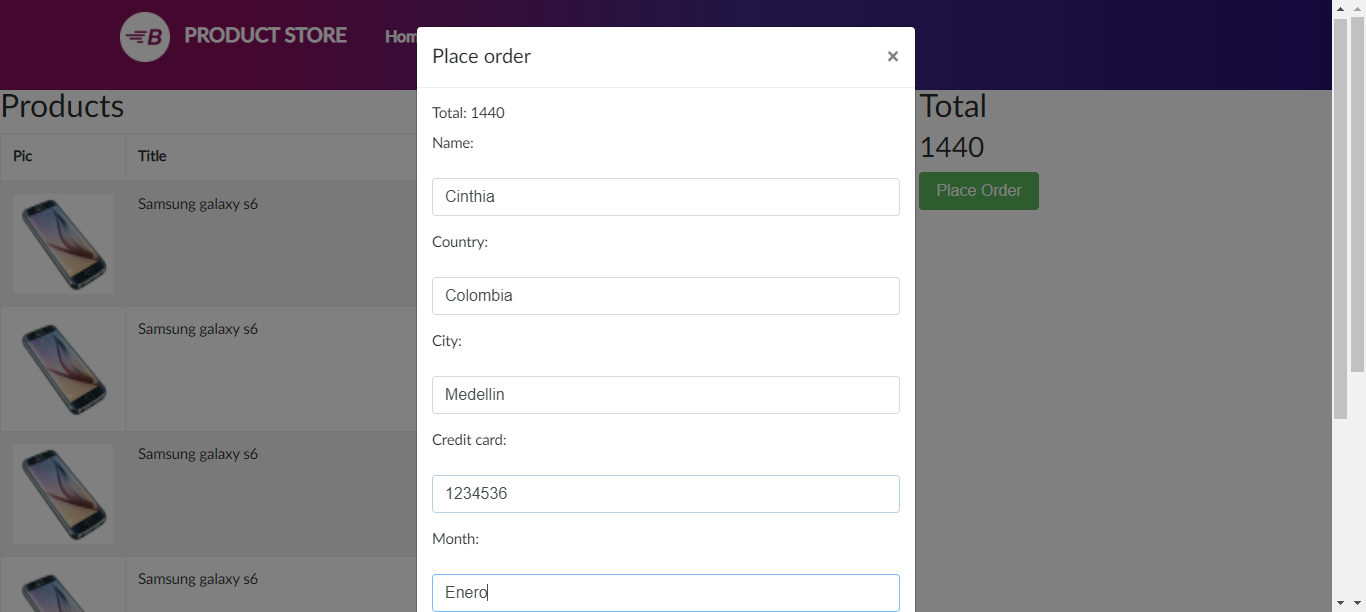 B PRODUCT STORE Hom
Products
Pic Title
Samsung galaxy s6
Samsung galaxy s6
Samsung galaxy s6
Samsung galaxy s6
Place order ×
Total: 1440
Name:
Cinthia
Country:
Colombia
City:
Medellin
Credit card:
1234536
Month:
Enero
Total
1440
Place Order